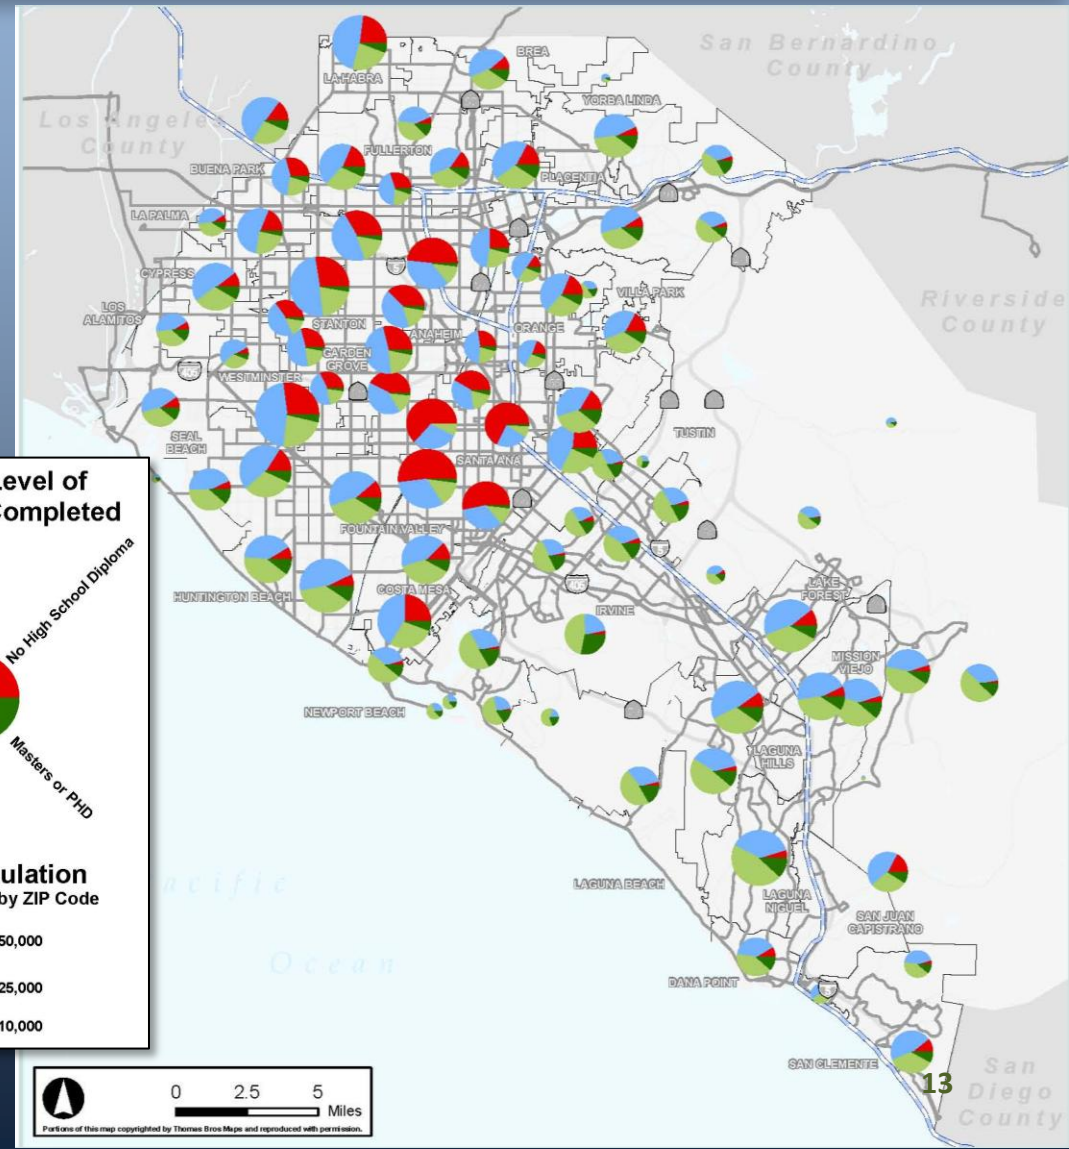 San Bernardino
County
BREA
LA HABRA
YORBA LINDA
Los Angeles
County
FULLERTON
BUENA PARK
PLACENTIA
LA PALMA
CYPRESS
VILLA PARK
LOS
ALAMITOS
STANTON
ANAHEIM
ORANGE
Riverside
County
GARDEN
GROVE
WESTMINSTER
405
SEAL
BEACH
TUSTIN
SANTA ANA
Level of
Completed
No High School Diploma
Masters or PHD
FOUNTAIN VALLEY
5
HUNTINGTON BEACH
COSTA MESA
405
IRVINE
LAKE
FOREST
MISSION
VIEJO
NEWPORT BEACH
LAGUNA
HILLS
by ZIP Code
50,000
25,000
10,000
acific
Ocean
LAGUNA BEACH
LAGUNA
NIGUEL
SAN JUAN
CAPISTRANO
DANA POINT
5
SAN CLEMENTE
13
San
Diego
County
0 2.5 5
Miles
Portions of this map copyrighted by Thomas Bros Maps and reproduced with permission.